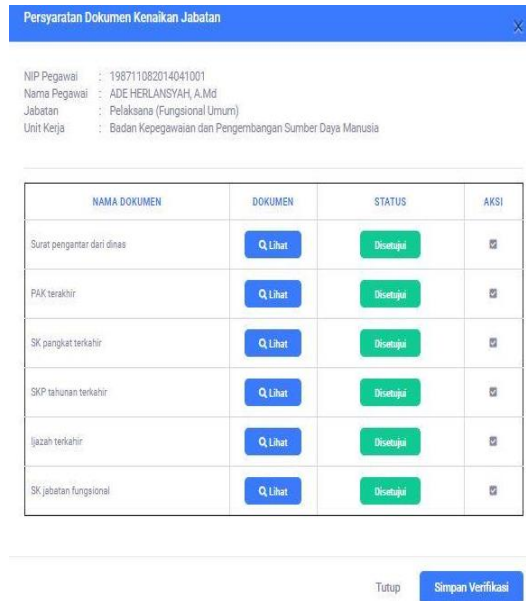 Persyaratan Dokumen Kenaikan Jabatan
X
NIP Pegawai : 198711082014041001
Nama Pegawai : ADE HERLANSYAH, A.Md
Jabatan : Pelaksana (Fungsional Umum)
Unit Kerja : Badan Kepegawaian dan Pengembangan Sumber Daya Manusia
NAMA DOKUMEN DOKUMEN STATUS AKSI
Surat pengantar dari dinas Lihat Disetujui
PAK terakhir Lihat Disetujui
SK pangkat terkahir Lihat Disetujui
SKP tahunan terkahir Lihat Disetujui
Ijazah terkahir Lihat Disetujui
SK jabatan fungsional Lihat Disetujui
Tutup Simpan Verifikasi